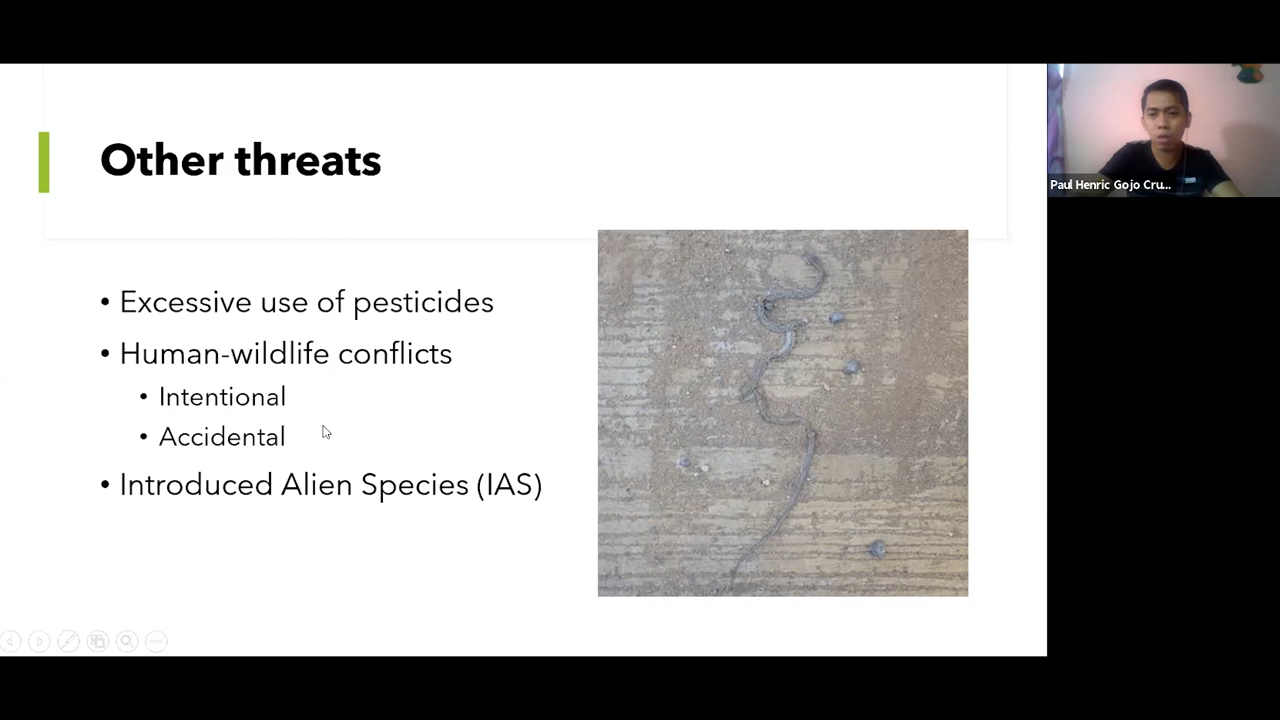 Other threats
• Excessive use of pesticides
• Human-wildlife conflicts
• Intentional
• Accidental
• Introduced Alien Species (IAS)
Paul Henric Gojo Cru...